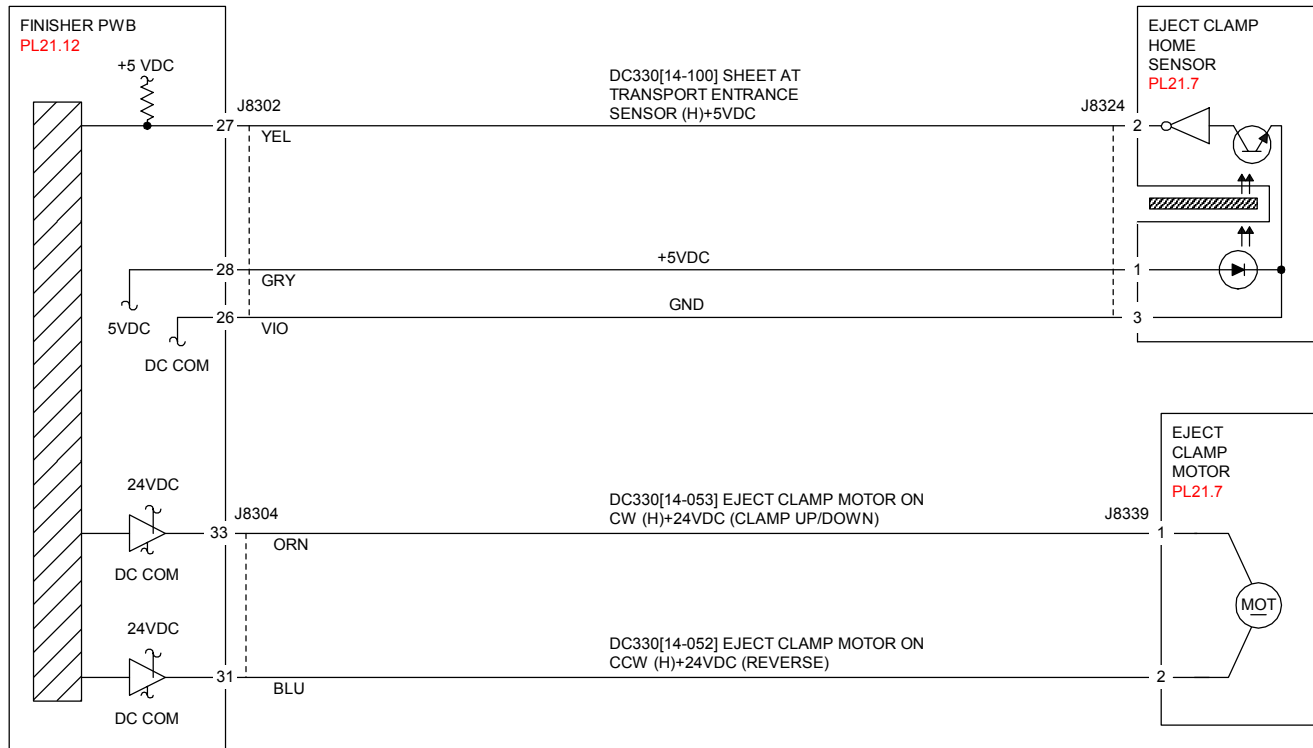 FINISHER PWB
PL21.12
+5 VDC
J8302
27
YEL
DC330[14-100] SHEET AT
TRANSPORT ENTRANCE
SENSOR (H)+5VDC
J8324
2
EJECT CLAMP
HOME
SENSOR
PL21.7
28
GRY
+5VDC
1
5VDC
26
VIO
GND
3
DC COM
24VDC
J8304
33
ORN
DC COM
DC330[14-053] EJECT CLAMP MOTOR ON
CW (H)+24VDC (CLAMP UP/DOWN)
J8339
1
EJECT
CLAMP
MOTOR
PL21.7
MOT
24VDC
31
BLU
DC COM
DC330[14-052] EJECT CLAMP MOTOR ON
CCW (H)+24VDC (REVERSE)
2